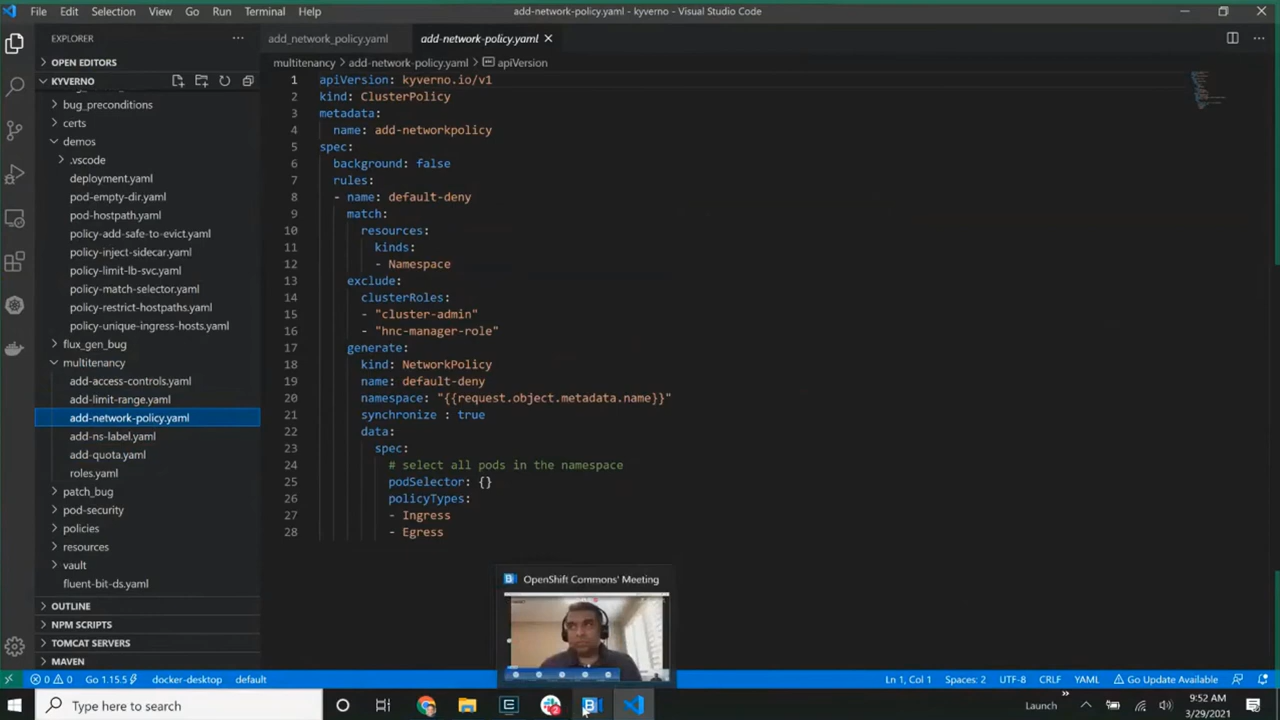 File Edit Selection View Go Run Terminal Help
add-network-policy.yaml - kyverno - Visual Studio Code
EXPLORER
OPEN EDITORS
KYVERNO
bug_preconditions
certs
demos
.vscode
deployment.yaml
pod-empty-dir.yaml
pod-hostpath.yaml
policy-add-safe-to-evict.yaml
policy-inject-sidecar.yaml
policy-limit-lb-svc.yaml
policy-match-selector.yaml
policy-restrict-hostpaths.yaml
policy-unique-ingress-hosts.yaml
flux_gen_bug
multitenancy
add-access-controls.yaml
add-limit-range.yaml
add-network-policy.yaml
add-ns-label.yaml
add-quota.yaml
roles.yaml
patch_bug
pod-security
policies
resources
vault
fluent-bit-ds.yaml
OUTLINE
NPM SCRIPTS
TOMCAT SERVERS
MAVEN
add_network_policy.yaml
add-network-policy.yaml
multitenancy > add-network-policy.yaml > apiVersion
1 apiVersion: kyverno.io/v1
2 kind: ClusterPolicy
3 metadata:
4 name: add-networkpolicy
5 spec:
6 background: false
7 rules:
8 - name: default-deny
9 match:
10 resources:
11 kinds:
12 - Namespace
13 exclude:
14 clusterRoles:
15 - "cluster-admin"
16 - "hnc-manager-role"
17 generate:
18 kind: NetworkPolicy
19 name: default-deny
20 namespace: "{{request.object.metadata.name}}"
21 synchronize : true
22 data:
23 spec:
24 # select all pods in the namespace
25 podSelector: {}
26 policyTypes:
27 - Ingress
28 - Egress
OpenShift Commons' Meeting
0 0 Go 1.15.5 docker-desktop default
Ln 1, Col 1 Spaces: 2 UTF-8 CRLF YAML Go Update Available
Type here to search
Launch
9:52 AM
3/29/2021